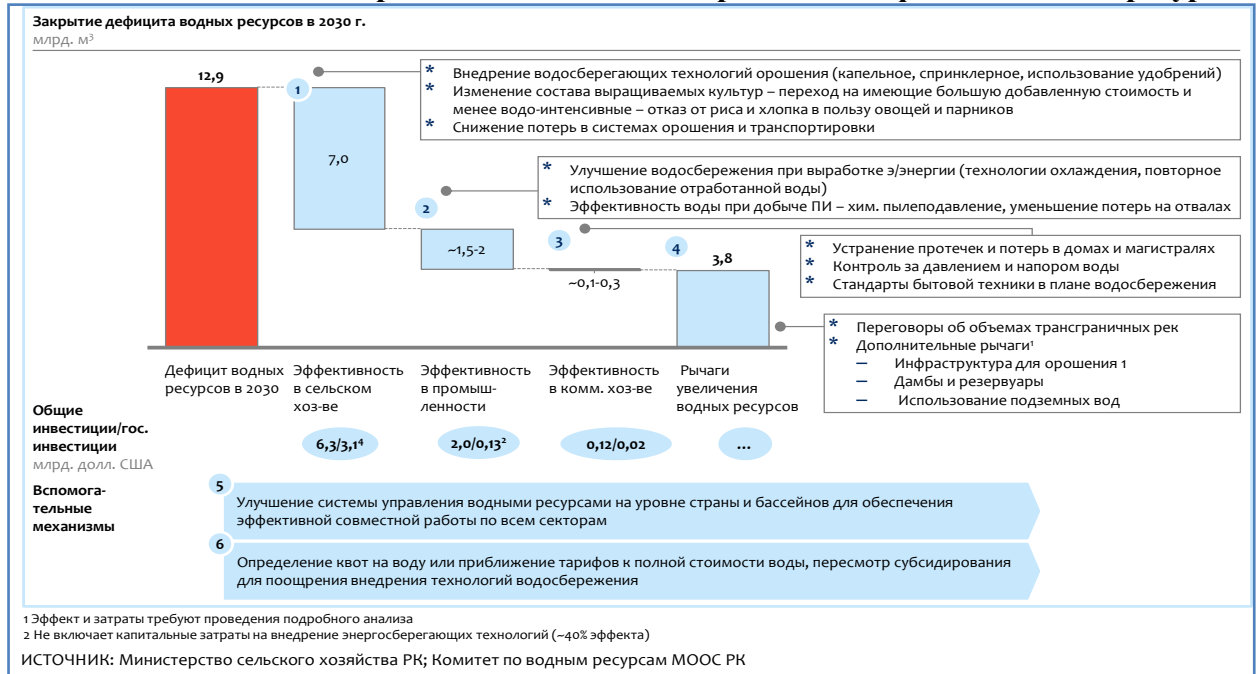 Закрытие дефицита водных ресурсов в 2030 г.
млрд. м³
12,9
1
7,0
* Внедрение водосберегающих технологий орошения (капельное, спринклерное, использование удобрений)
* Изменение состава выращиваемых культур – переход на имеющие большую добавленную стоимость и
менее водо-интенсивные – отказ от риса и хлопка в пользу овощей и парников
* Снижение потерь в системах орошения и транспортировки
2
~1,5-2
* Улучшение водосбережения при выработке э/энергии (технологии охлаждения, повторное
использование отработанной воды)
* Эффективность воды при добыче ПИ – хим. пылеподавление, уменьшение потерь на отвалах
3
~0,1-0,3
* Устранение протечек и потерь в домах и магистралях
* Контроль за давлением и напором воды
* Стандарты бытовой техники в плане водосбережения
4
3,8
* Переговоры об объемах трансграничных рек
* Дополнительные рычаги¹
– Инфраструктура для орошения 1
– Дамбы и резервуары
– Использование подземных вод
Дефицит водных
ресурсов в 2030
Эффективность
в сельском
хоз-ве
Эффективность
в промыш-
ленности
Эффективность
в комм. хоз-ве
Рычаги
увеличения
водных ресурсов
Общие
инвестиции/гос.
инвестиции
млрд. долл. США
6,3/3,1⁴
2,0/0,13²
0,12/0,02
...
Вспомога-
тельные
механизмы
5
Улучшение системы управления водными ресурсами на уровне страны и бассейнов для обеспечения
эффективной совместной работы по всем секторам
6
Определение квот на воду или приближение тарифов к полной стоимости воды, пересмотр субсидирования
для поощрения внедрения технологий водосбережения
1 Эффект и затраты требуют проведения подробного анализа
2 Не включает капитальные затраты на внедрение энергосберегающих технологий (~40% эффекта)
ИСТОЧНИК: Министерство сельского хозяйства РК; Комитет по водным ресурсам МООС РК